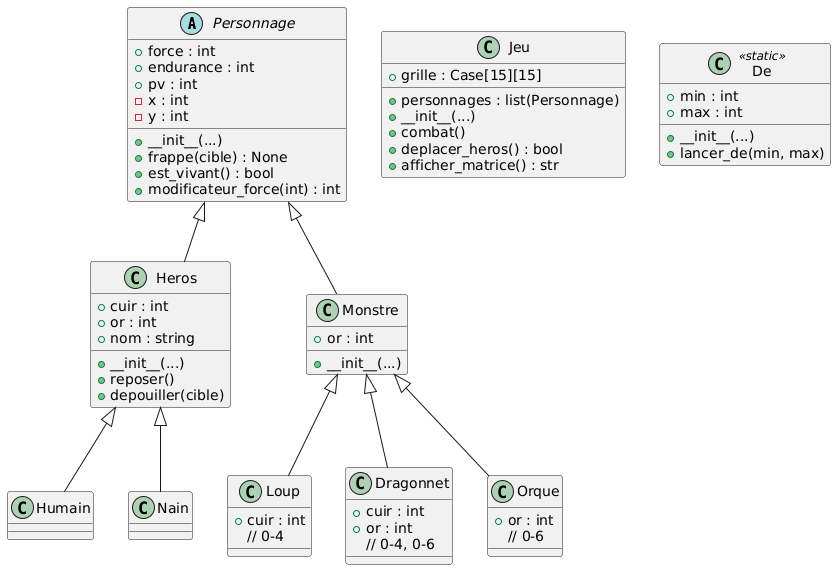 A Personnage
force : int
endurance : int
pv : int
x : int
y : int
__init__(...)
frappe(cible) : None
est_vivant() : bool
modificateur_force(int) : int
C Jeu
grille : Case[15][15]
personnages : list(Personnage)
__init__(...)
combat()
deplacer_heros() : bool
afficher_matrice() : str
«static»
C De
min : int
max : int
__init__(...)
lancer_de(min, max)
C Heros
cuir : int
or : int
nom : string
__init__(...)
reposer()
depouiller(cible)
C Monstre
or : int
__init__(...)
C Humain
C Nain
C Loup
cuir : int
// 0-4
C Dragonnet
cuir : int
or : int
// 0-4, 0-6
C Orque
or : int
// 0-6